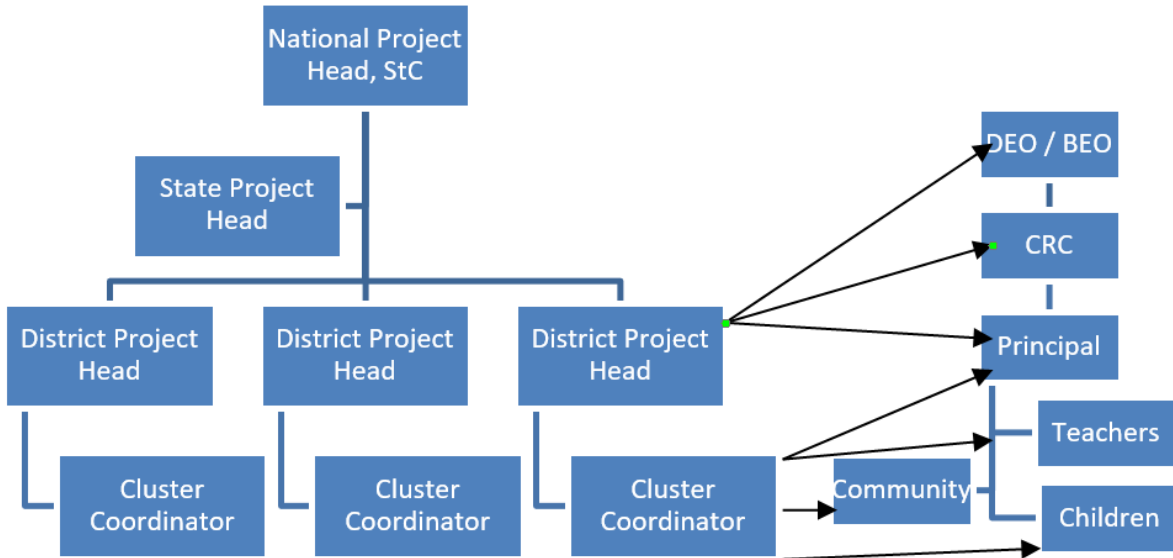 National Project
Head, StC
State Project
Head
DEO / BEO
CRC
District Project
Head
District Project
Head
District Project
Head
Principal
Teachers
Cluster
Coordinator
Cluster
Coordinator
Cluster
Coordinator
Community
Children